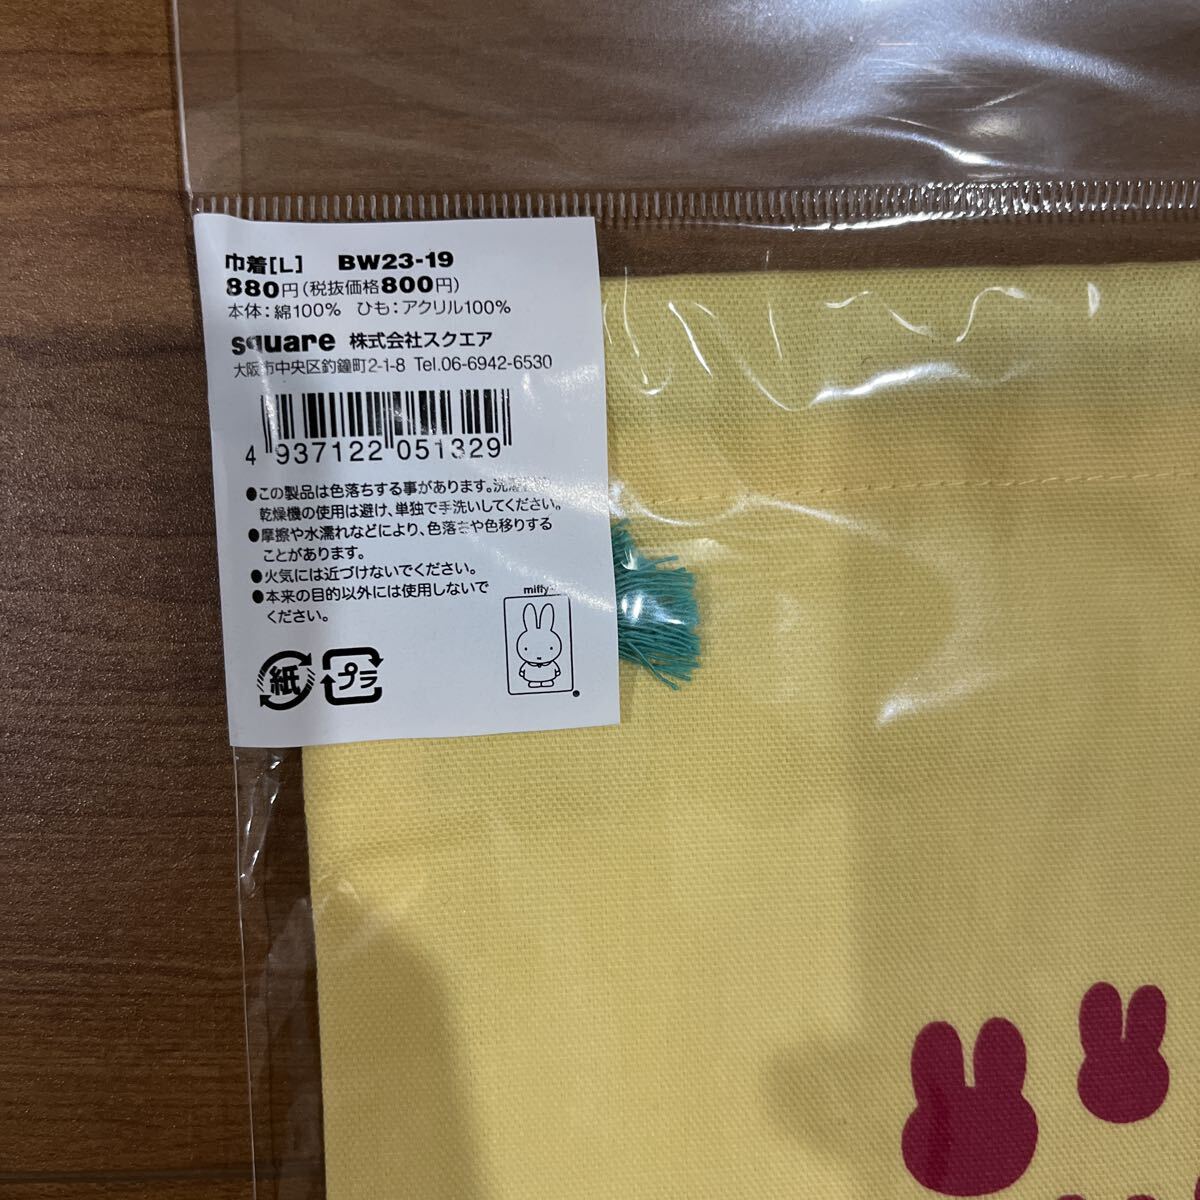 巾着[L] BW23-19
880円(税抜価格800円)
本体：綿100% ひも：アクリル100%
square 株式会社スクエア
大阪市中央区釣鐘町2-1-8 Tel.06-6942-6530
4 937122 051329
●この製品は色落ちする事があります。洗濯
乾燥機の使用は避け、単独で手洗いしてください。
●摩擦や水濡れなどにより、色落ちや色移りする
ことがあります。
●火気には近づけないでください。
●本来の目的以外には使用しないで
ください。
miffy
紙 プラ
®